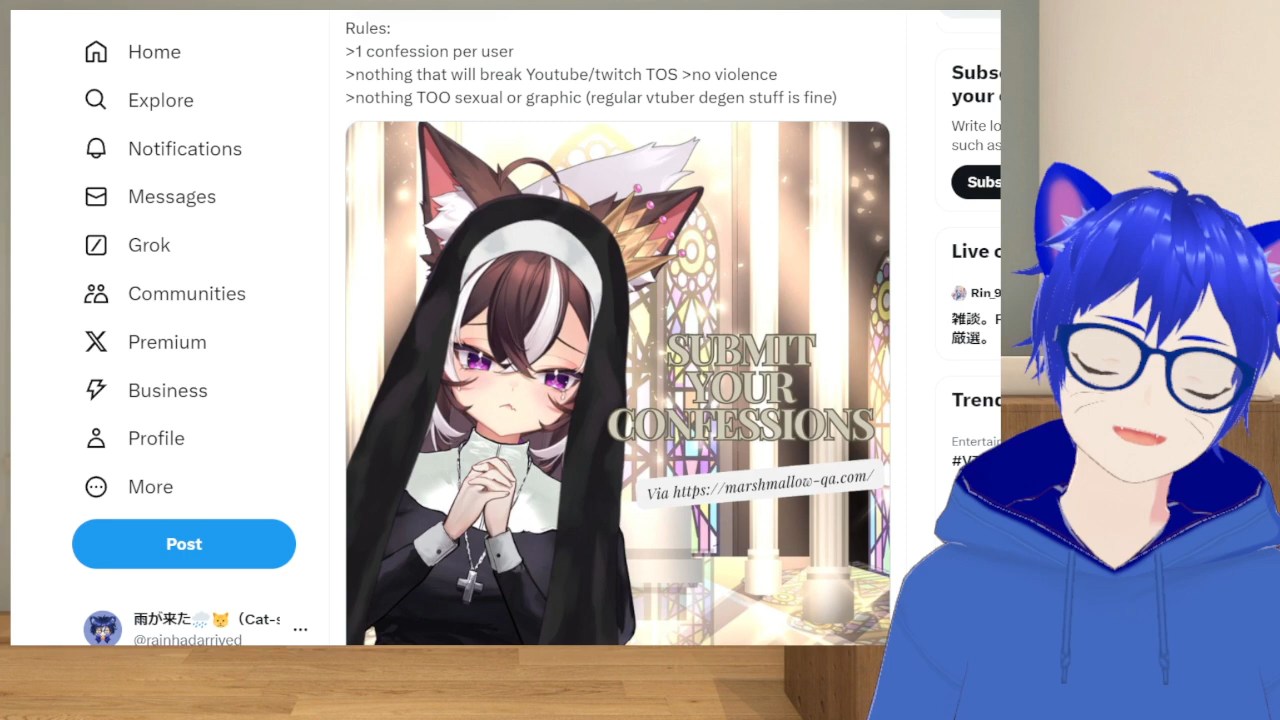 Home
Explore
Notifications
Messages
Grok
Communities
Premium
Business
Profile
More
Post
雨が来た🌧️🐱（Cat-s
@rainhadarrived
Rules:
>1 confession per user
>nothing that will break Youtube/twitch TOS >no violence
>nothing TOO sexual or graphic (regular vtuber degen stuff is fine)
SUBMIT
YOUR
CONFESSIONS
Via https://marshmallow-qa.com/
your
Write lo
such as
Subs
Live
Rin_9
雑談。
厳選。
Trend
Entertain